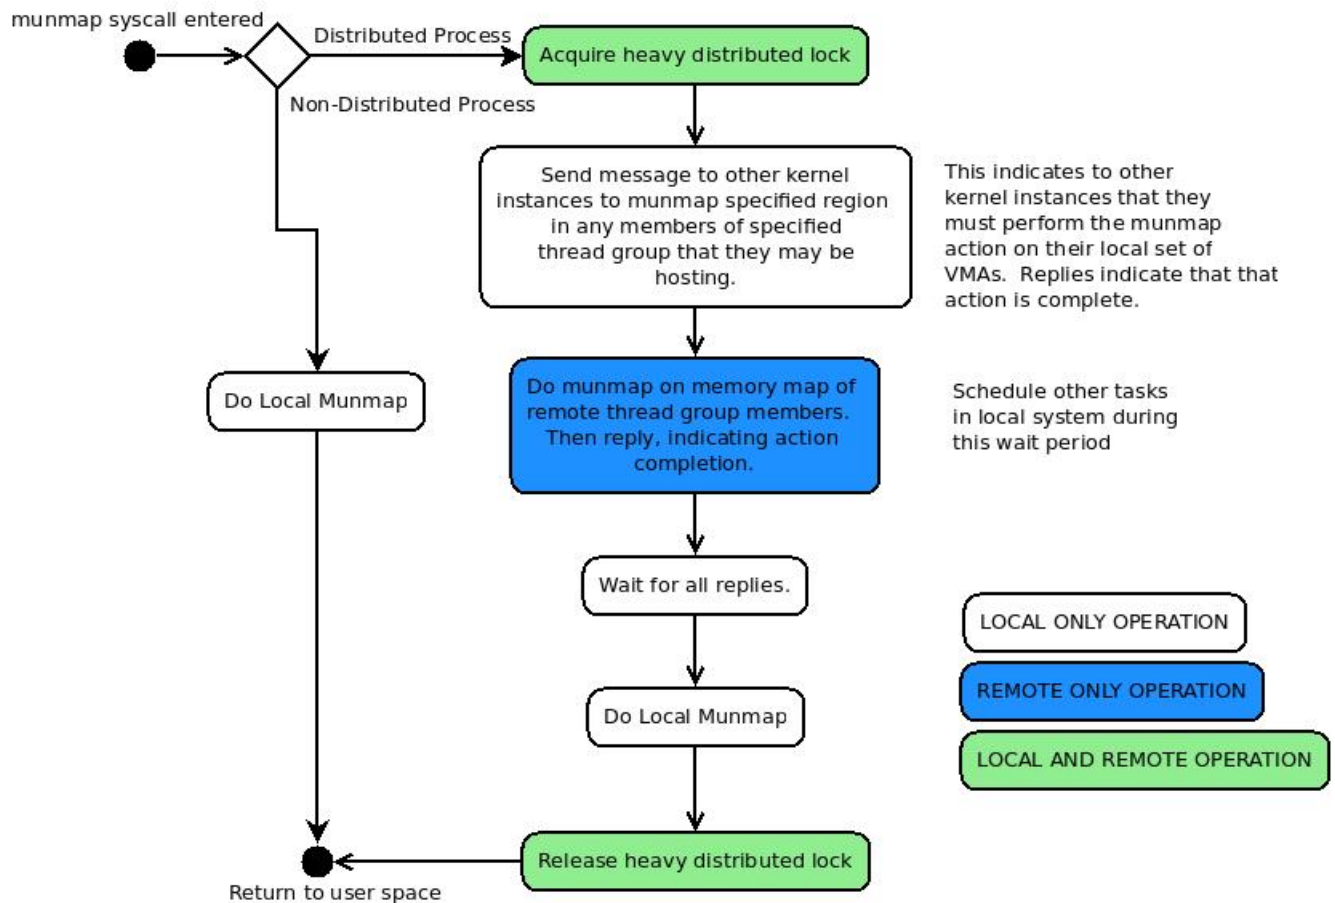 munmap syscall entered
Distributed Process
Non-Distributed Process
Acquire heavy distributed lock
Send message to other kernel
instances to munmap specified region
in any members of specified
thread group that they may be
hosting.
This indicates to other
kernel instances that they
must perform the munmap
action on their local set of
VMAs.  Replies indicate that that
action is complete.
Do Local Munmap
Do munmap on memory map of
remote thread group members.
Then reply, indicating action
completion.
Schedule other tasks
in local system during
this wait period
Wait for all replies.
Do Local Munmap
LOCAL ONLY OPERATION
REMOTE ONLY OPERATION
LOCAL AND REMOTE OPERATION
Release heavy distributed lock
Return to user space